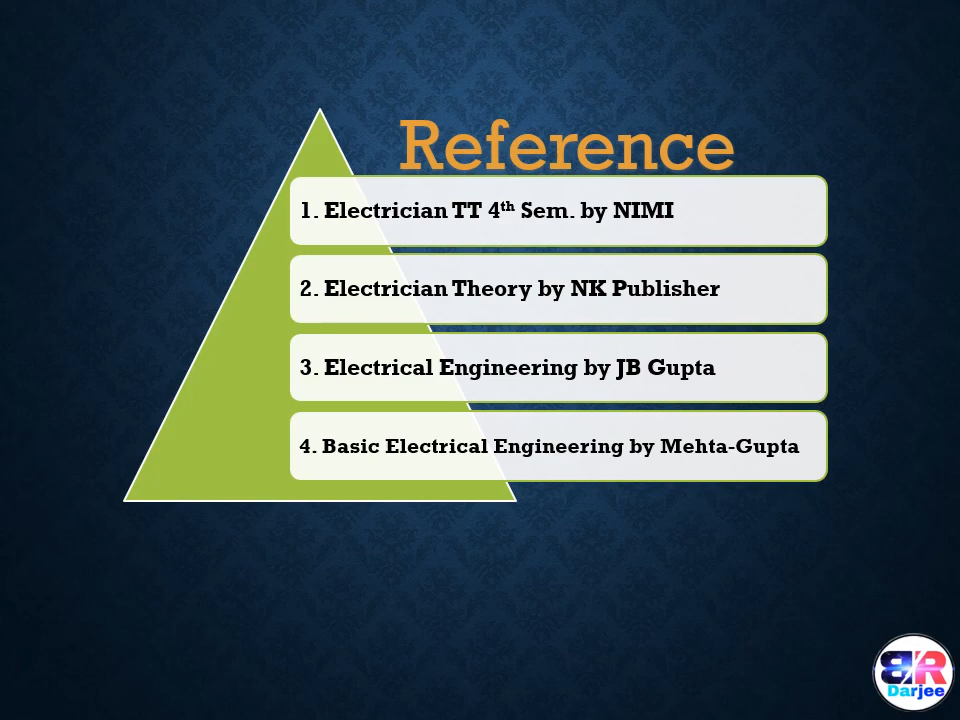 Reference
1. Electrician TT 4th Sem. by NIMI
2. Electrician Theory by NK Publisher
3. Electrical Engineering by JB Gupta
4. Basic Electrical Engineering by Mehta-Gupta
BR
Darjee